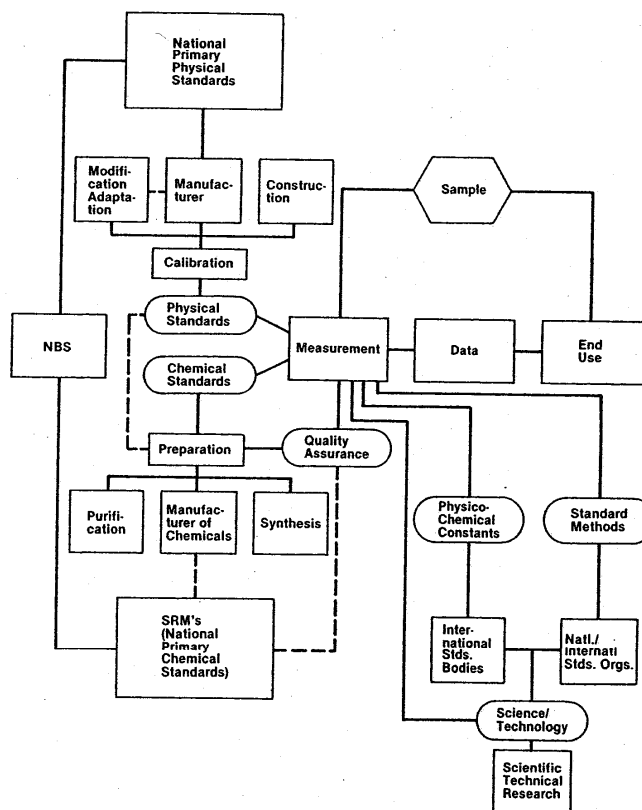 National
Primary
Physical
Standards
Modifi-
cation
Adapta-
tion
Manufac-
turer
Construc-
tion
Sample
Calibration
Physical
Standards
NBS
Measurement
Data
End
Use
Chemical
Standards
Preparation
Quality
Assurance
Purifi-
cation
Manufac-
turer of
Chemicals
Synthesis
Physico-
Chemical
Constants
Standard
Methods
SRM's
(National
Primary
Chemical
Standards)
Inter-
national
Stds.
Bodies
Natl./
Internatl
Stds. Orgs.
Science/
Technology
Scientific
Technical
Research